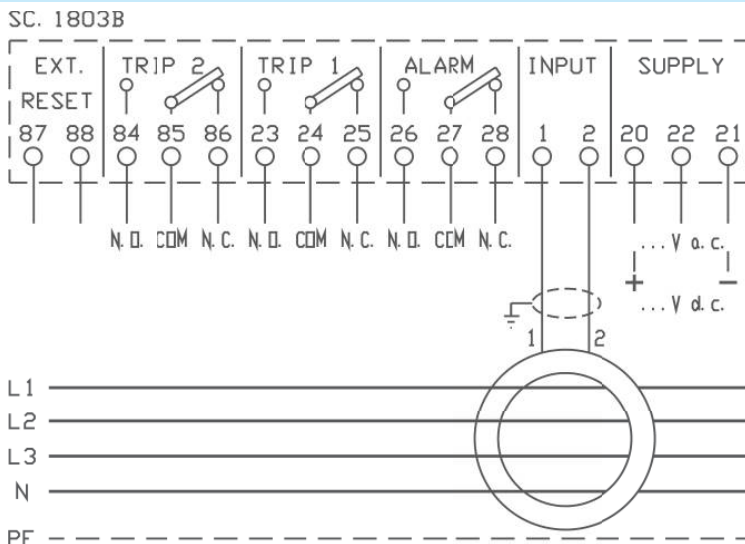 SC. 1803B
EXT. TRIP 2 TRIP 1 ALARM INPUT SUPPLY
RESET
87 88 84 85 86 23 24 25 26 27 28 1 2 20 22 21
N.O. COM N.C. N.O. COM N.C. N.O. COM N.C.
...V a.c.
+ −
...V d.c.
1 2
L1
L2
L3
N
PE